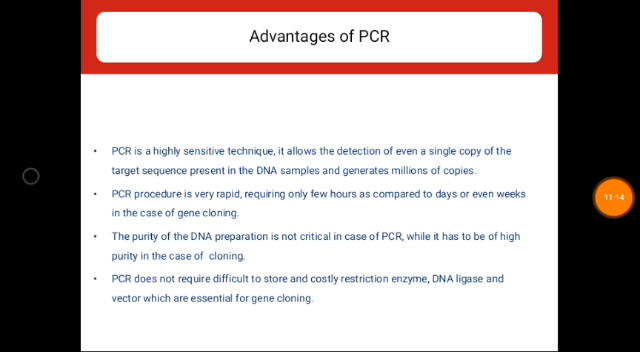 Advantages of PCR
• PCR is a highly sensitive technique, it allows the detection of even a single copy of the
target sequence present in the DNA samples and generates millions of copies.
• PCR procedure is very rapid, requiring only few hours as compared to days or even weeks
in the case of gene cloning.
• The purity of the DNA preparation is not critical in case of PCR, while it has to be of high
purity in the case of cloning.
• PCR does not require difficult to store and costly restriction enzyme, DNA ligase and
vector which are essential for gene cloning.
11:14